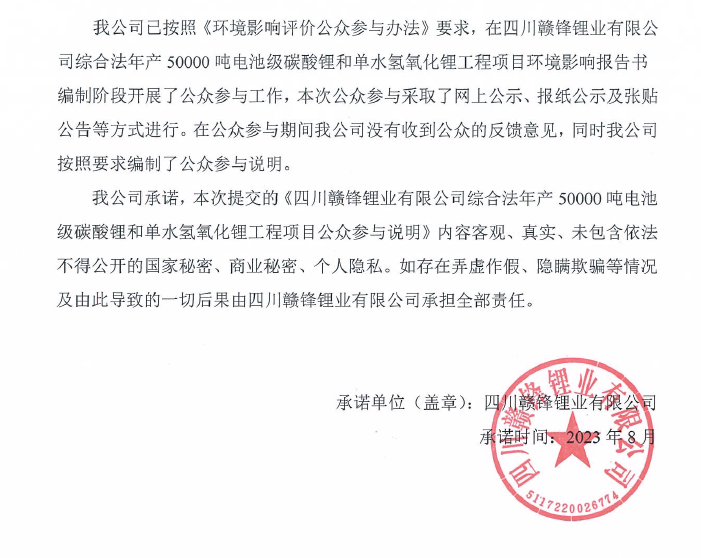 我公司已按照《环境影响评价公众参与办法》要求，在四川赣锋锂业有限公
司综合法年产 50000 吨电池级碳酸锂和单水氢氧化锂工程项目环境影响报告书
编制阶段开展了公众参与工作，本次公众参与采取了网上公示、报纸公示及张贴
公告等方式进行。在公众参与期间我公司没有收到公众的反馈意见，同时我公司
按照要求编制了公众参与说明。
我公司承诺，本次提交的《四川赣锋锂业有限公司综合法年产 50000 吨电池
级碳酸锂和单水氢氧化锂工程项目公众参与说明》内容客观、真实、未包含依法
不得公开的国家秘密、商业秘密、个人隐私。如存在弄虚作假、隐瞒欺骗等情况
及由此导致的一切后果由四川赣锋锂业有限公司承担全部责任。
承诺单位（盖章）：四川赣锋锂业有限公司
承诺时间：2023 年 8 月
四川赣锋锂业有限公司
5117220026774